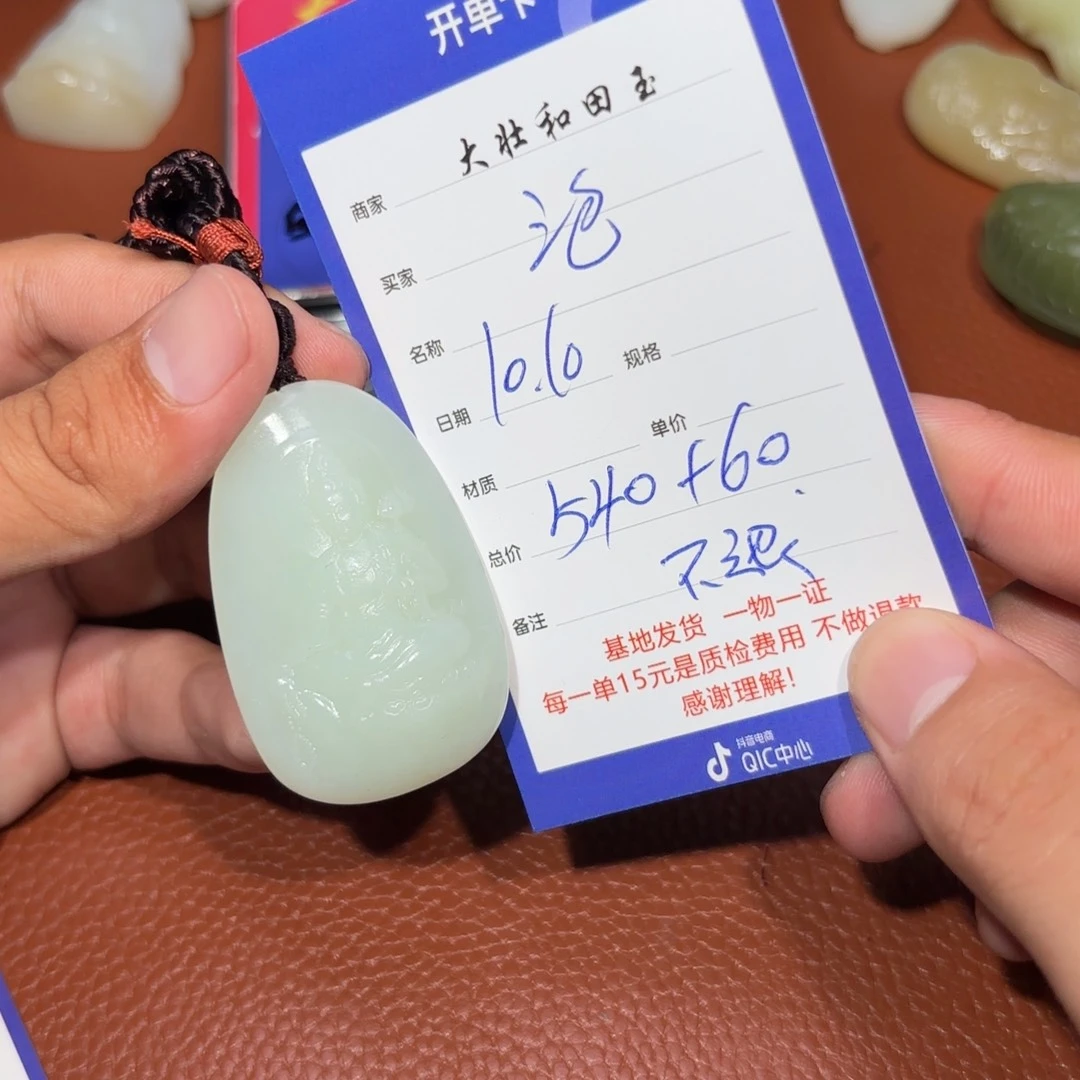 开单卡
商家 大壮和田玉
买家 泡
名称
日期 10.10 规格
材质 单价
总价 540+60
备注 不退
基地发货 一物一证
每一单15元是质检费用 不做退款
感谢理解!
抖音电商
QIC中心